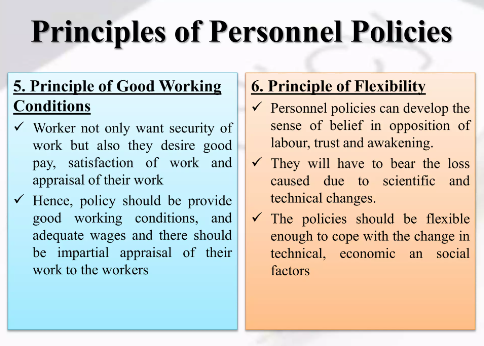 Principles of Personnel Policies
5. Principle of Good Working
Conditions
✓ Worker not only want security of
work but also they desire good
pay, satisfaction of work and
appraisal of their work
✓ Hence, policy should be provide
good working conditions, and
adequate wages and there should
be impartial appraisal of their
work to the workers
6. Principle of Flexibility
✓ Personnel policies can develop the
sense of belief in opposition of
labour, trust and awakening.
✓ They will have to bear the loss
caused due to scientific and
technical changes.
✓ The policies should be flexible
enough to cope with the change in
technical, economic an social
factors